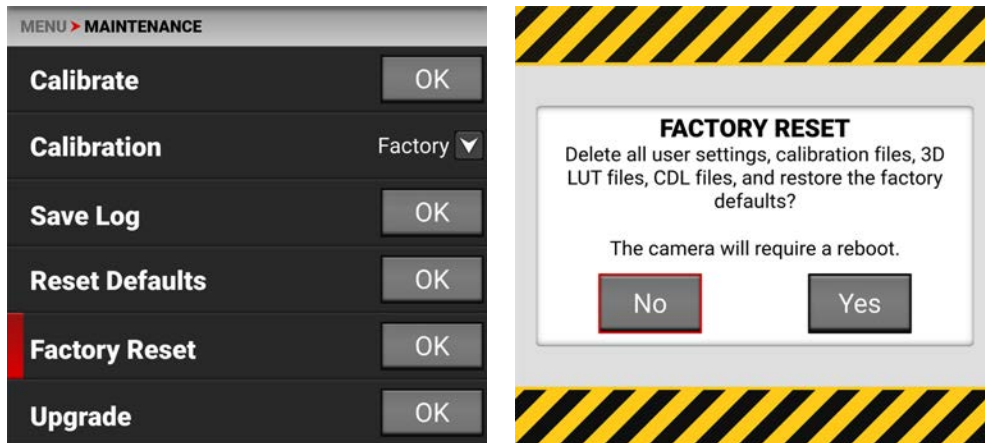 MENU > MAINTENANCE
Calibrate OK
Calibration Factory
Save Log OK
Reset Defaults OK
Factory Reset OK
Upgrade OK
FACTORY RESET
Delete all user settings, calibration files, 3D
LUT files, CDL files, and restore the factory
defaults?
The camera will require a reboot.
No Yes